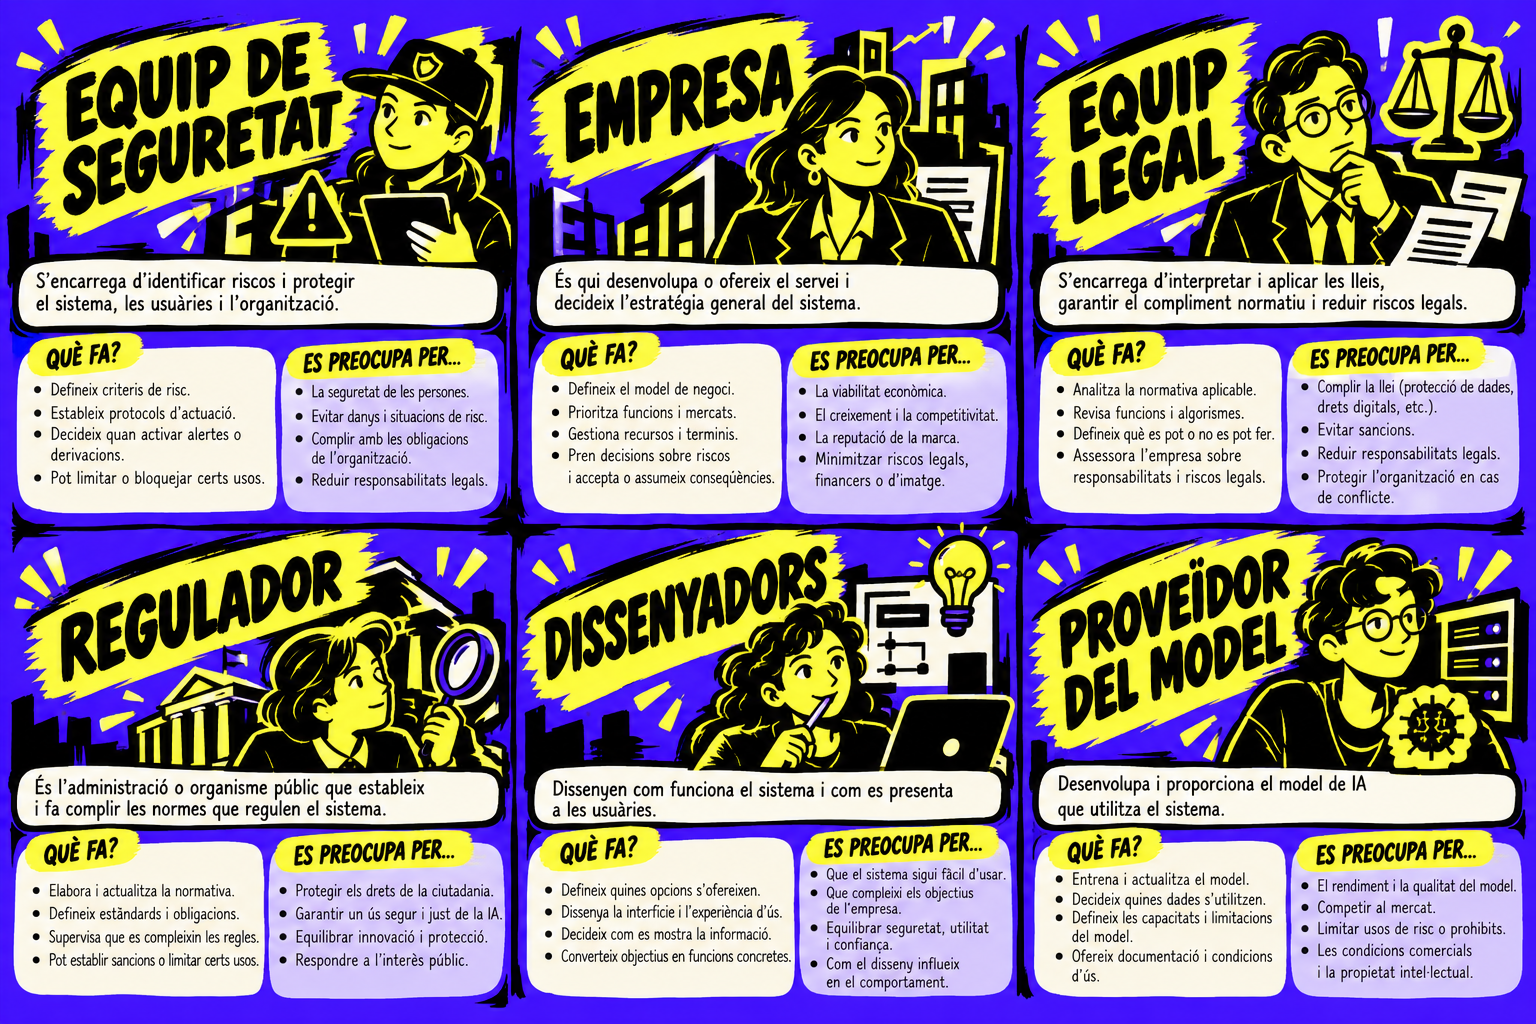 EQUIP DE
SEGURETAT
S'encarrega d'identificar riscos i protegir
el sistema, les usuàries i l'organització.
QUÈ FA?
• Defineix criteris de risc.
• Estableix protocols d'actuació.
• Decideix quan activar alertes o
derivacions.
• Pot limitar o bloquejar certs usos.
ES PREOCUPA PER...
• La seguretat de les persones.
• Evitar danys i situacions de risc.
• Complir amb les obligacions
de l'organització.
• Reduir responsabilitats legals.
EMPRESA
És qui desenvolupa o ofereix el servei i
decideix l'estratégia general del sistema.
QUÈ FA?
• Defineix el model de negoci.
• Prioritza funcions i mercats.
• Gestiona recursos i terminis.
• Pren decisions sobre riscos
i accepta o assumeix conseqüències.
ES PREOCUPA PER...
• La viabilitat econòmica.
• El creixement i la competitivitat.
• La reputació de la marca.
• Minimitzar riscos legals,
financers o d'imatge.
EQUIP
LEGAL
S'encarrega d'interpretar i aplicar les lleis,
garantir el compliment normatiu i reduir riscos legals.
QUÈ FA?
• Analitza la normativa aplicable.
• Revisa funcions i algorismes.
• Defineix què es pot o no es pot fer.
• Assessora l'empresa sobre
responsabilitats i riscos legals.
ES PREOCUPA PER...
• Complir la llei (protecció de dades,
drets digitals, etc.).
• Evitar sancions.
• Reduir responsabilitats legals.
• Protegir l'organització en cas
de conflicte.
REGULADOR
És l'administració o organisme públic que estableix
i fa complir les normes que regulen el sistema.
QUÈ FA?
• Elabora i actualitza la normativa.
• Defineix estàndards i obligacions.
• Supervisa que es compleixin les regles.
• Pot establir sancions o limitar certs usos.
ES PREOCUPA PER...
• Protegir els drets de la ciutadania.
• Garantir un ús segur i just de la IA.
• Equilibrar innovació i protecció.
• Respondre a l'interès públic.
DISSENYADORS
Dissenyen com funciona el sistema i com es presenta
a les usuàries.
QUÈ FA?
• Defineix quines opcions s'ofereixen.
• Dissenya la interfície i l'experiència d'ús.
• Decideix com es mostra la informació.
• Converteix objectius en funcions concretes.
ES PREOCUPA PER...
• Que el sistema sigui fàcil d'usar.
• Que compleixi els objectius
de l'empresa.
• Equilibrar seguretat, utilitat
i confiança.
• Com el disseny influeix
en el comportament.
PROVEÏDOR
DEL MODEL
Desenvolupa i proporciona el model de IA
que utilitza el sistema.
QUÈ FA?
• Entrena i actualitza el model.
• Decideix quines dades s'utilitzen.
• Defineix les capacitats i limitacions
del model.
• Ofereix documentació i condicions
d'ús.
ES PREOCUPA PER...
• El rendiment i la qualitat del model.
• Competir al mercat.
• Limitar usos de risc o prohibits.
• Les condicions comercials
i la propietat intel·lectual.